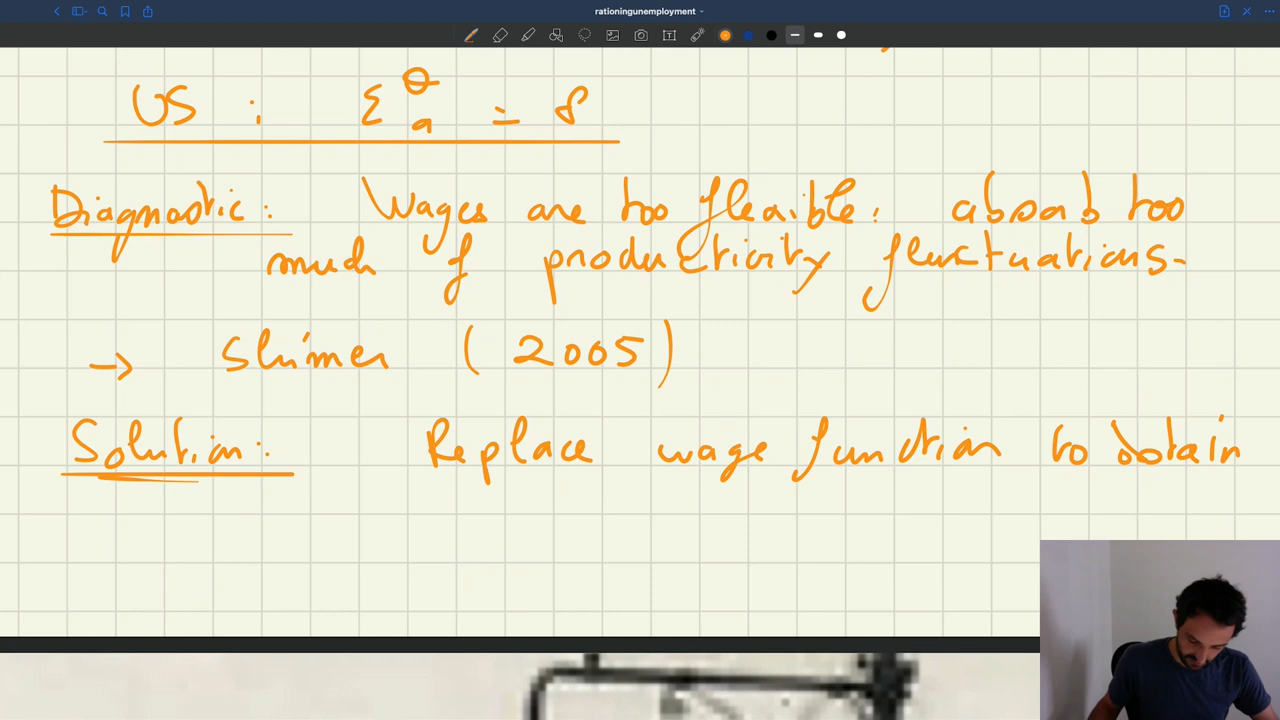 rationingunemployment
US : ε^θ_a = 8
Diagnostic: Wages are too flexible: absorb too
much of productivity fluctuations.
→ Shimer (2005)
Solution: Replace wage function to obtain